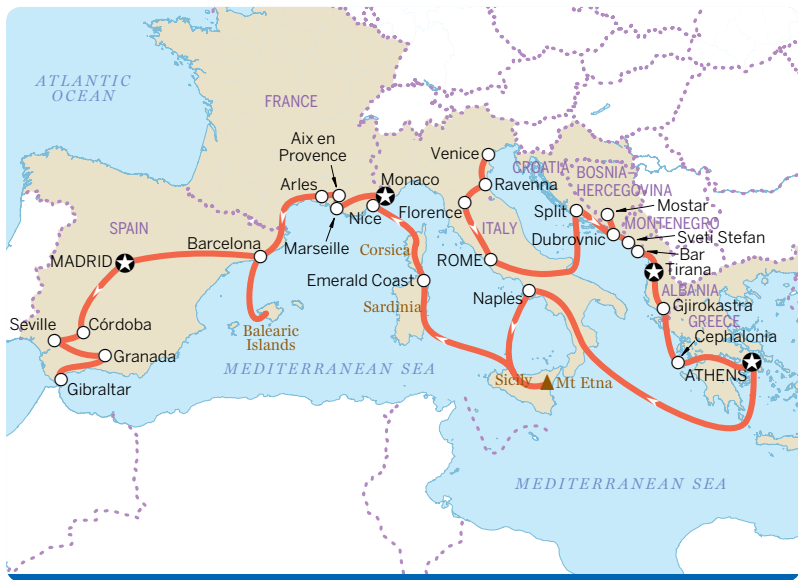 ATLANTIC
OCEAN
FRANCE
Aix en
Provence
Venice
CROATIA
BOSNIA–
HERCEGOVINA
Arles
Monaco
Ravenna
Mostar
SPAIN
Nice
Florence
Split
MONTENEGRO
Sveti Stefan
ITALY
Barcelona
Marseille
Corsica
Dubrovnic
Bar
MADRID
ROME
Tirana
Emerald Coast
ALBANIA
Naples
Gjirokastra
Sardinia
GREECE
Seville
Córdoba
Balearic
Islands
Cephalonia
Granada
MEDITERRANEAN SEA
ATHENS
Sicily
Mt Etna
Gibraltar
MEDITERRANEAN SEA